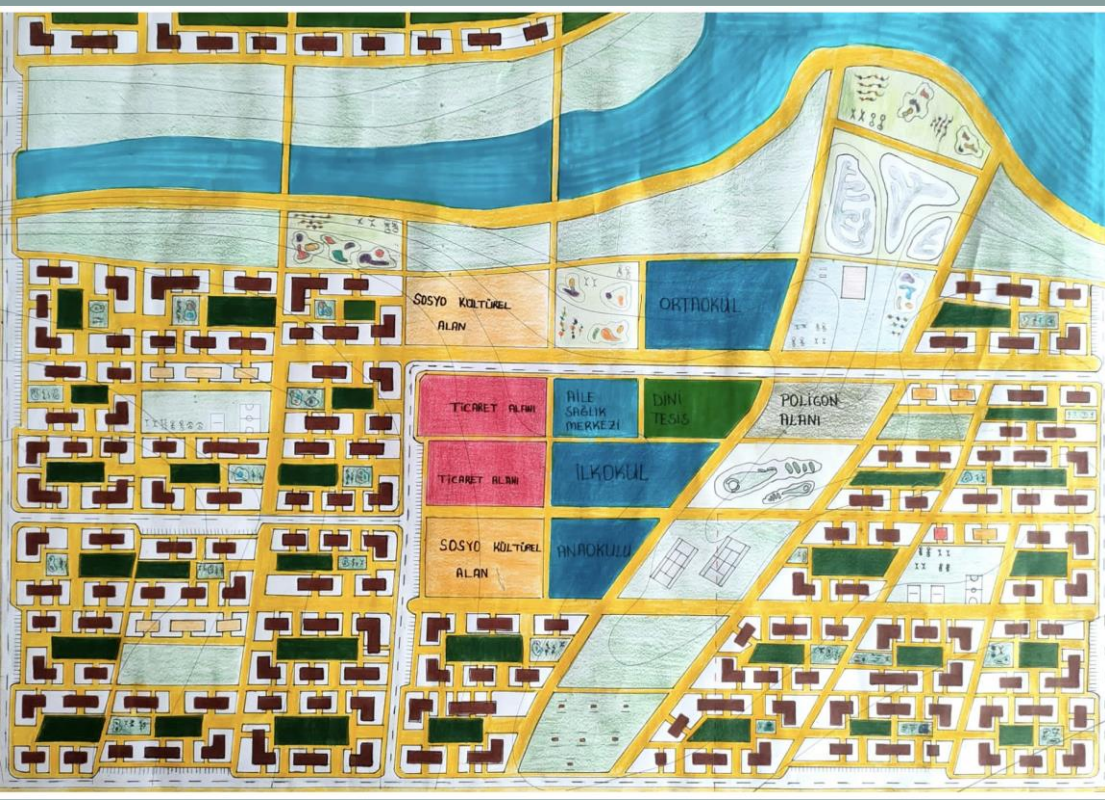 SOSYO KÜLTÜREL
ALAN
ORTAOKUL
TİCARET ALANI
AİLE
SAĞLIK
MERKEZİ
DİNİ
TESİS
POLİGON
ALANI
TİCARET ALANI
İLKOKUL
SOSYO KÜLTÜREL
ALAN
ANAOKULU